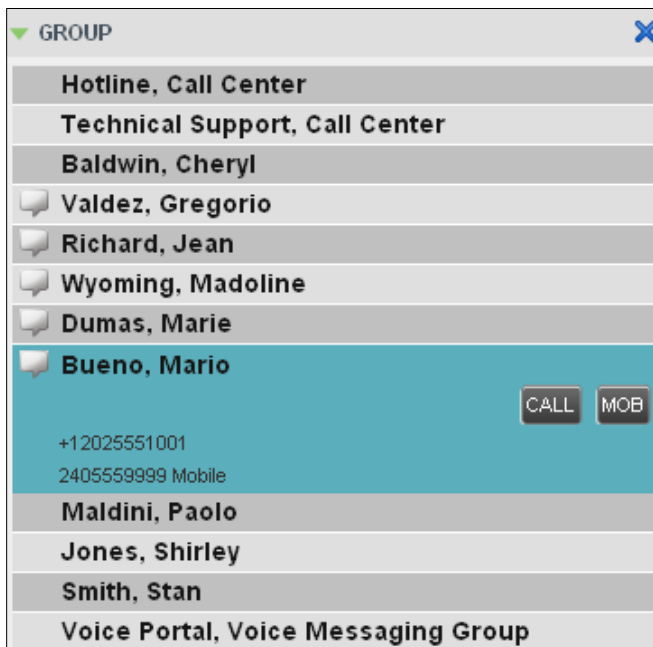 GROUP
Hotline, Call Center
Technical Support, Call Center
Baldwin, Cheryl
Valdez, Gregorio
Richard, Jean
Wyoming, Madoline
Dumas, Marie
Bueno, Mario
CALL MOB
+12025551001
2405559999 Mobile
Maldini, Paolo
Jones, Shirley
Smith, Stan
Voice Portal, Voice Messaging Group